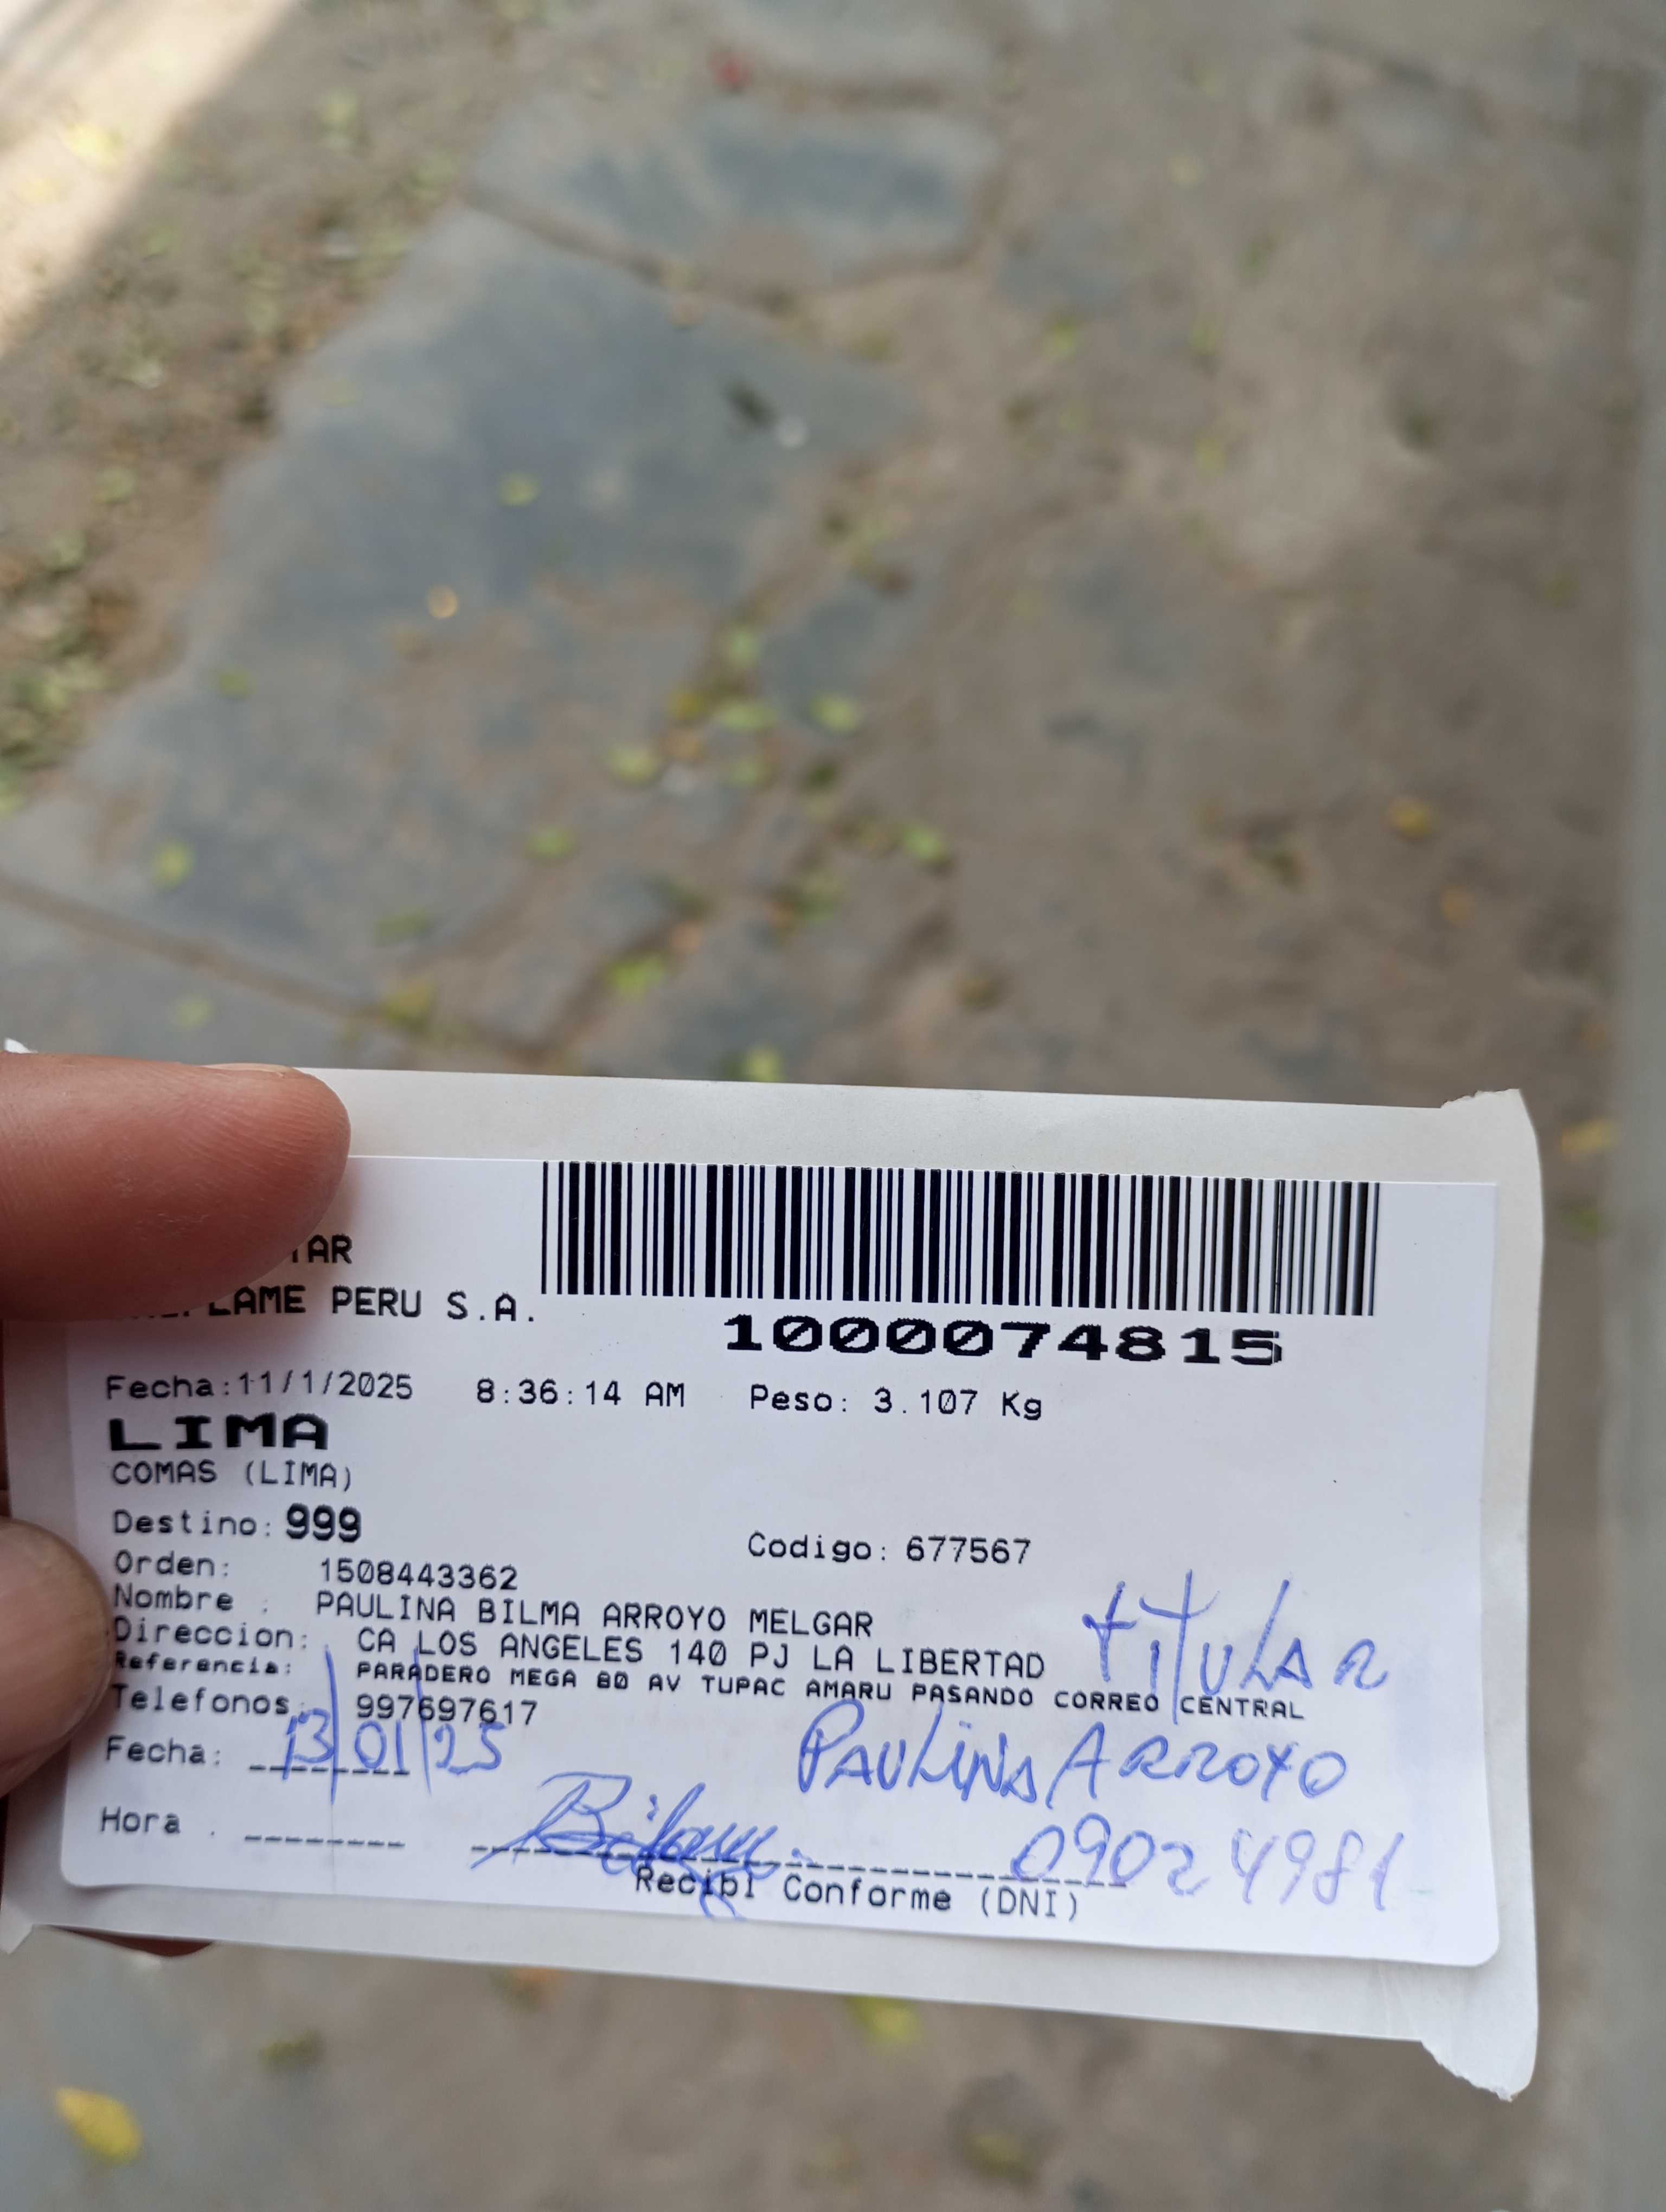 TAR
LAME PERU S.A.
1000074815
Fecha:11/1/2025 8:36:14 AM Peso: 3.107 Kg
LIMA
COMAS (LIMA)
Destino: 999
Codigo: 677567
Orden: 1508443362
Nombre : PAULINA BILMA ARROYO MELGAR
Direccion: CA LOS ANGELES 140 PJ LA LIBERTAD
TITULAR
Referencia: PARADERO MEGA 80 AV TUPAC AMARU PASANDO CORREO CENTRAL
Telefonos: 997697617
Fecha: 13/01/25
PAULINA ARROYO
Hora :
09024981
Recibi Conforme (DNI)